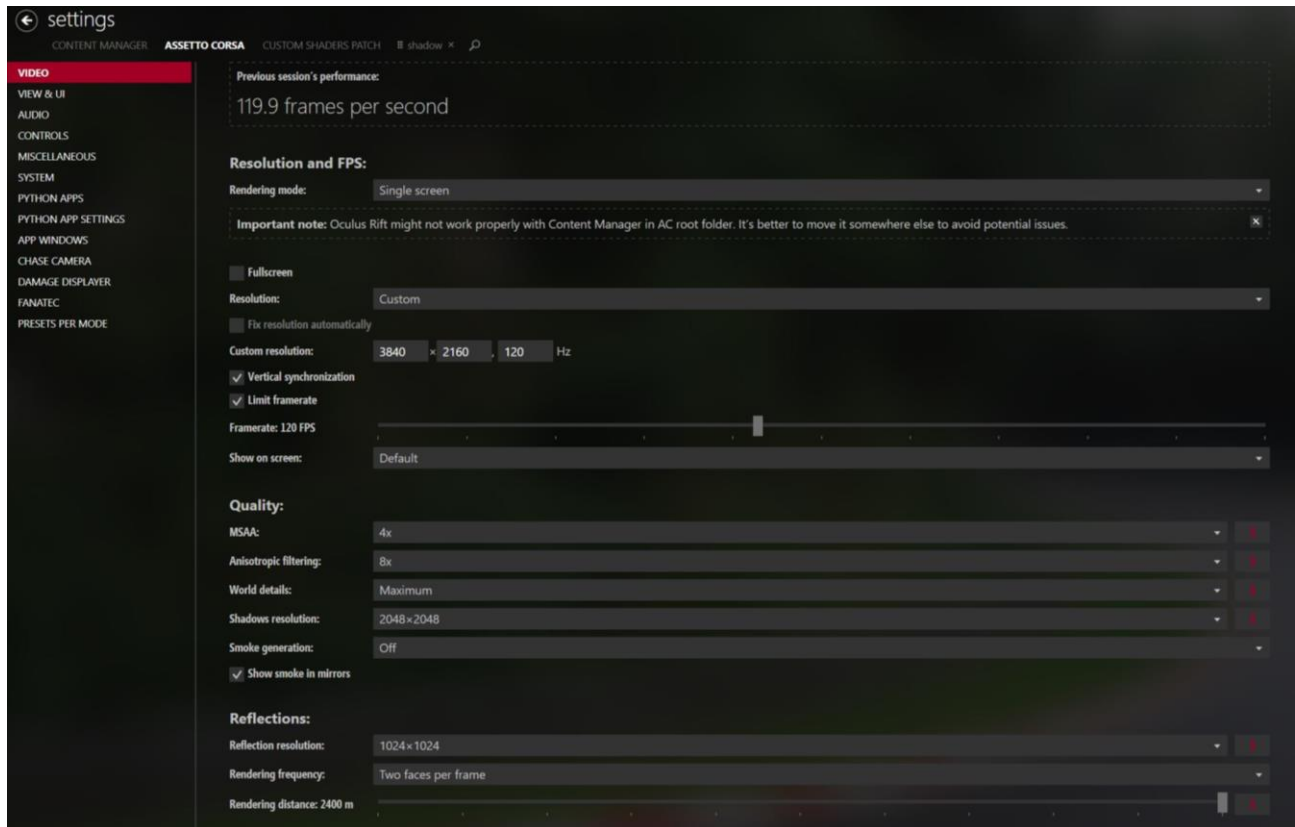 settings
CONTENT MANAGER ASSETTO CORSA CUSTOM SHADERS PATCH shadow ×
VIDEO
VIEW & UI
AUDIO
CONTROLS
MISCELLANEOUS
SYSTEM
PYTHON APPS
PYTHON APP SETTINGS
APP WINDOWS
CHASE CAMERA
DAMAGE DISPLAYER
FANATEC
PRESETS PER MODE
Previous session's performance:
119.9 frames per second
Resolution and FPS:
Rendering mode: Single screen
Important note: Oculus Rift might not work properly with Content Manager in AC root folder. It's better to move it somewhere else to avoid potential issues.
Fullscreen
Resolution: Custom
Fix resolution automatically
Custom resolution: 3840 × 2160 , 120 Hz
Vertical synchronization
Limit framerate
Framerate: 120 FPS
Show on screen: Default
Quality:
MSAA: 4x
Anisotropic filtering: 8x
World details: Maximum
Shadows resolution: 2048×2048
Smoke generation: Off
Show smoke in mirrors
Reflections:
Reflection resolution: 1024×1024
Rendering frequency: Two faces per frame
Rendering distance: 2400 m